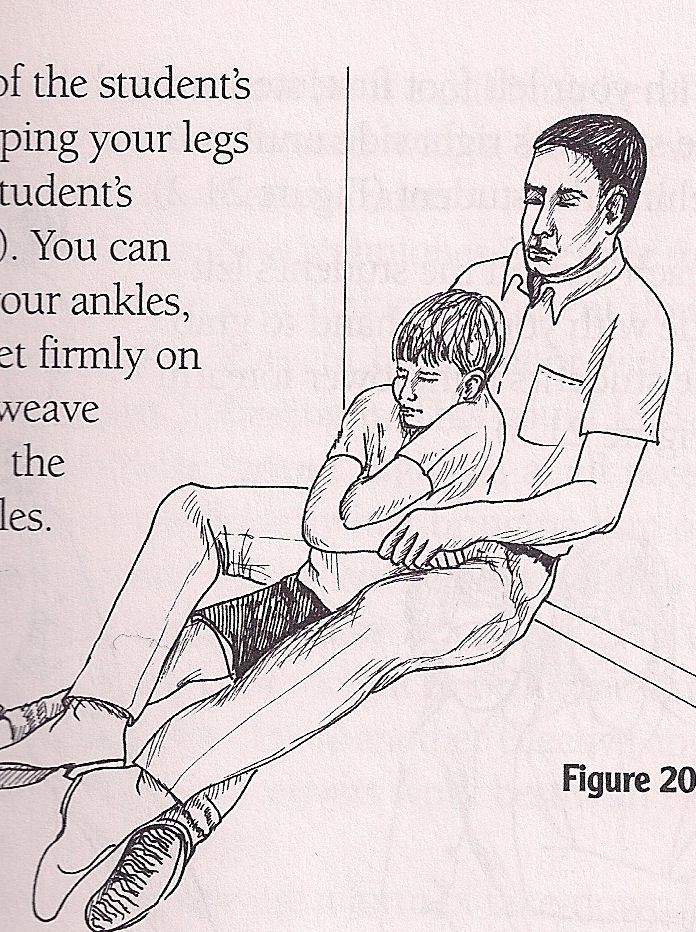 of the student's
ping your legs
tudent's
). You can
our ankles,
et firmly on
weave
the
les.
Figure 20